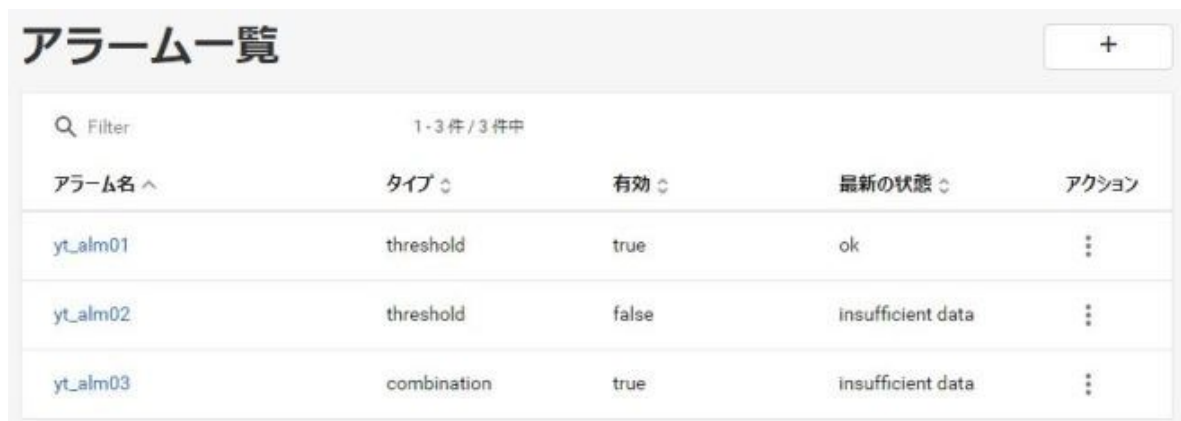 アラーム一覧
+
Filter 1 - 3 件 / 3 件中
アラーム名 タイプ 有効 最新の状態 アクション
yt_alm01 threshold true ok
yt_alm02 threshold false insufficient data
yt_alm03 combination true insufficient data